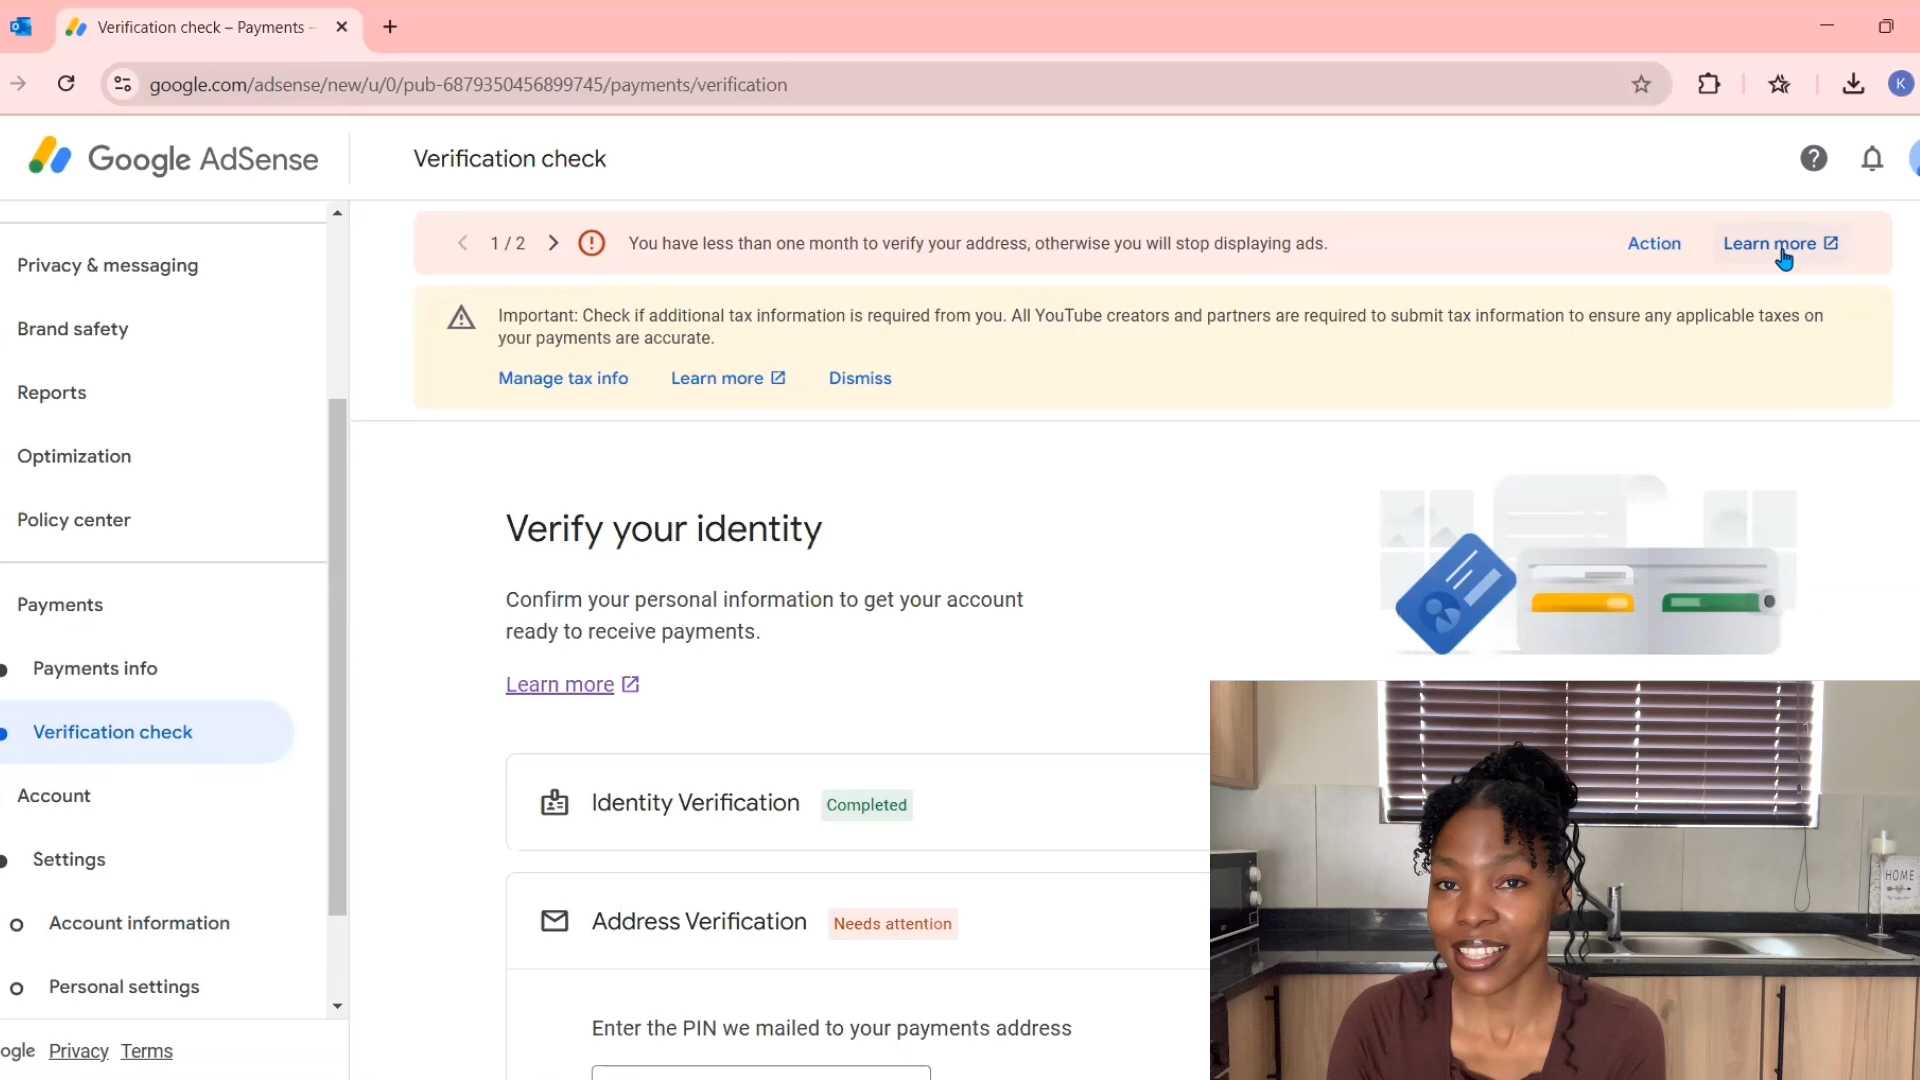 Verification check – Payments -
google.com/adsense/new/u/0/pub-6879350456899745/payments/verification
K
Google AdSense
Verification check
1 / 2
You have less than one month to verify your address, otherwise you will stop displaying ads.
Action
Learn more
Important: Check if additional tax information is required from you. All YouTube creators and partners are required to submit tax information to ensure any applicable taxes on
your payments are accurate.
Manage tax info
Learn more
Dismiss
Privacy & messaging
Brand safety
Reports
Optimization
Policy center
Payments
Payments info
Verification check
Account
Settings
Account information
Personal settings
ogle
Privacy
Terms
Verify your identity
Confirm your personal information to get your account
ready to receive payments.
Learn more
Identity Verification
Completed
Address Verification
Needs attention
Enter the PIN we mailed to your payments address
HOME